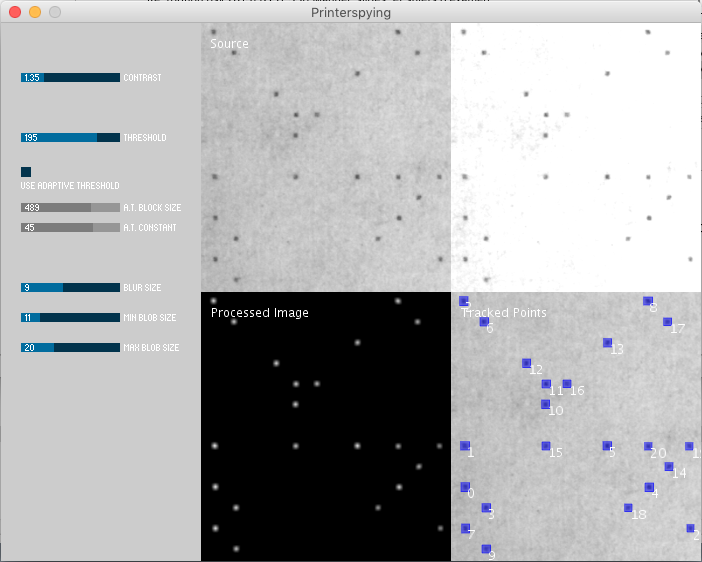 Printerspying
1.35 CONTRAST
195 THRESHOLD
USE ADAPTIVE THRESHOLD
489 A.T. BLOCK SIZE
45 A.T. CONSTANT
9 BLUR SIZE
11 MIN BLOB SIZE
20 MAX BLOB SIZE
Source
Processed Image
Tracked Points
8
6
17
13
12
11
16
10
1
15
5
20
14
0
4
3
18
7
9